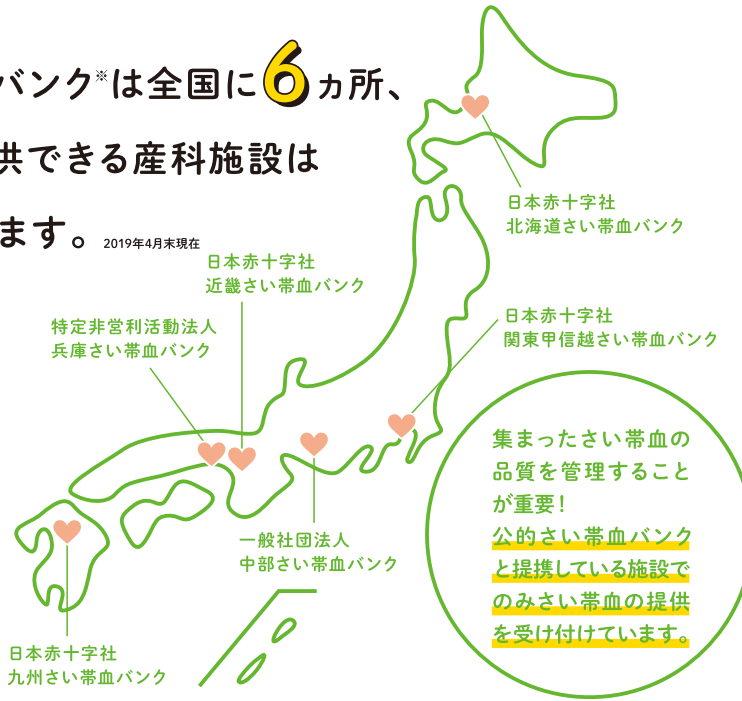 バンク※は全国に6ヵ所、
供できる産科施設は
ます。 2019年4月末現在
日本赤十字社
北海道さい帯血バンク
日本赤十字社
近畿さい帯血バンク
特定非営利活動法人
兵庫さい帯血バンク
日本赤十字社
関東甲信越さい帯血バンク
一般社団法人
中部さい帯血バンク
日本赤十字社
九州さい帯血バンク
集まったさい帯血の
品質を管理すること
が重要！
公的さい帯血バンク
と提携している施設で
のみさい帯血の提供
を受け付けています。